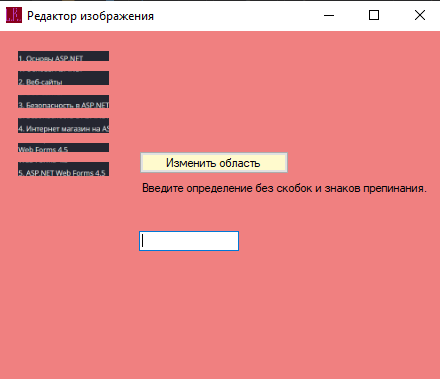 Редактор изображения
1. Основы ASP.NET
2. Веб-сайты
3. Безопасность в ASP.NET
4. Интернет магазин на AS
Web Forms 4.5
5. ASP.NET Web Forms 4.5
Изменить область
Введите определение без скобок и знаков препинания.